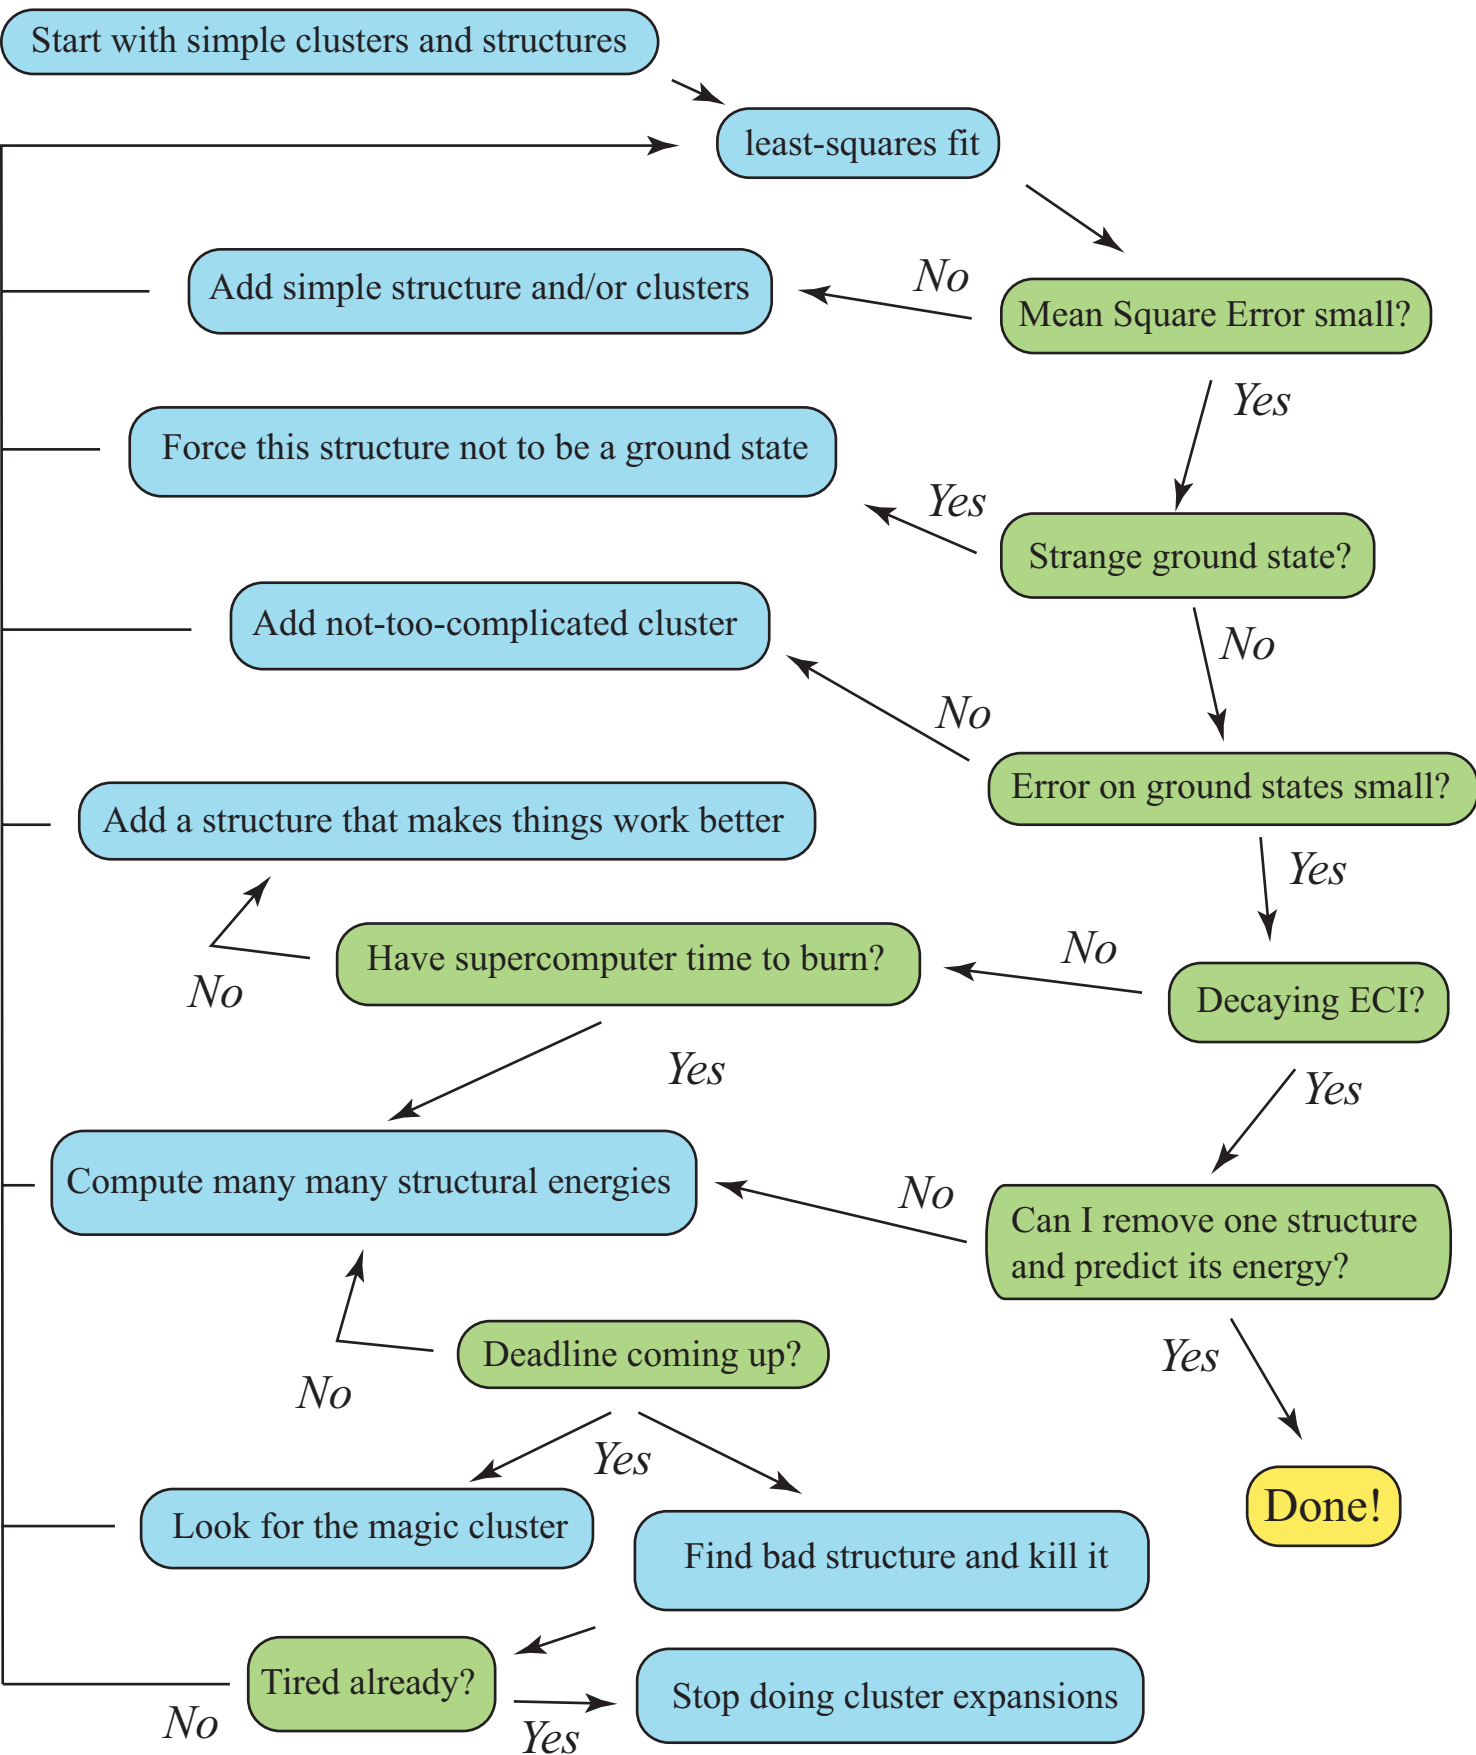 Start with simple clusters and structures
least-squares fit
No
Add simple structure and/or clusters
Mean Square Error small?
Yes
Force this structure not to be a ground state
Yes
Strange ground state?
Add not-too-complicated cluster
No
No
Error on ground states small?
Add a structure that makes things work better
Yes
No
Have supercomputer time to burn?
No
Decaying ECI?
Yes
Yes
Compute many many structural energies
No
Can I remove one structure
and predict its energy?
Deadline coming up?
Yes
No
Yes
Done!
Look for the magic cluster
Find bad structure and kill it
Tired already?
Stop doing cluster expansions
No
Yes